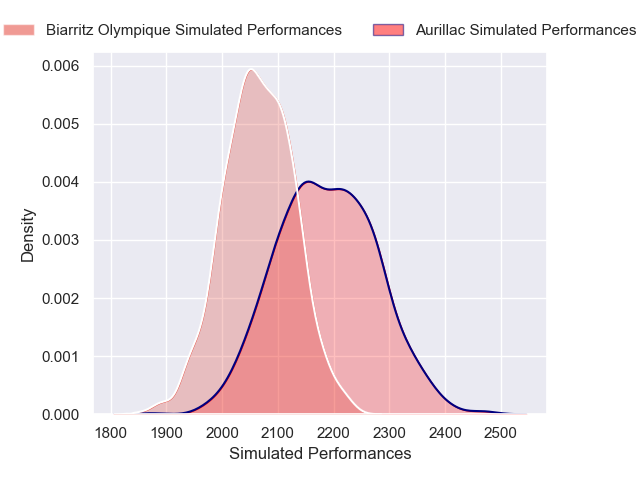 Biarritz Olympique Simulated Performances
Aurillac Simulated Performances
0.006
0.005
0.004
0.003
0.002
0.001
0.000
Density
1800 1900 2000 2100 2200 2300 2400 2500
Simulated Performances